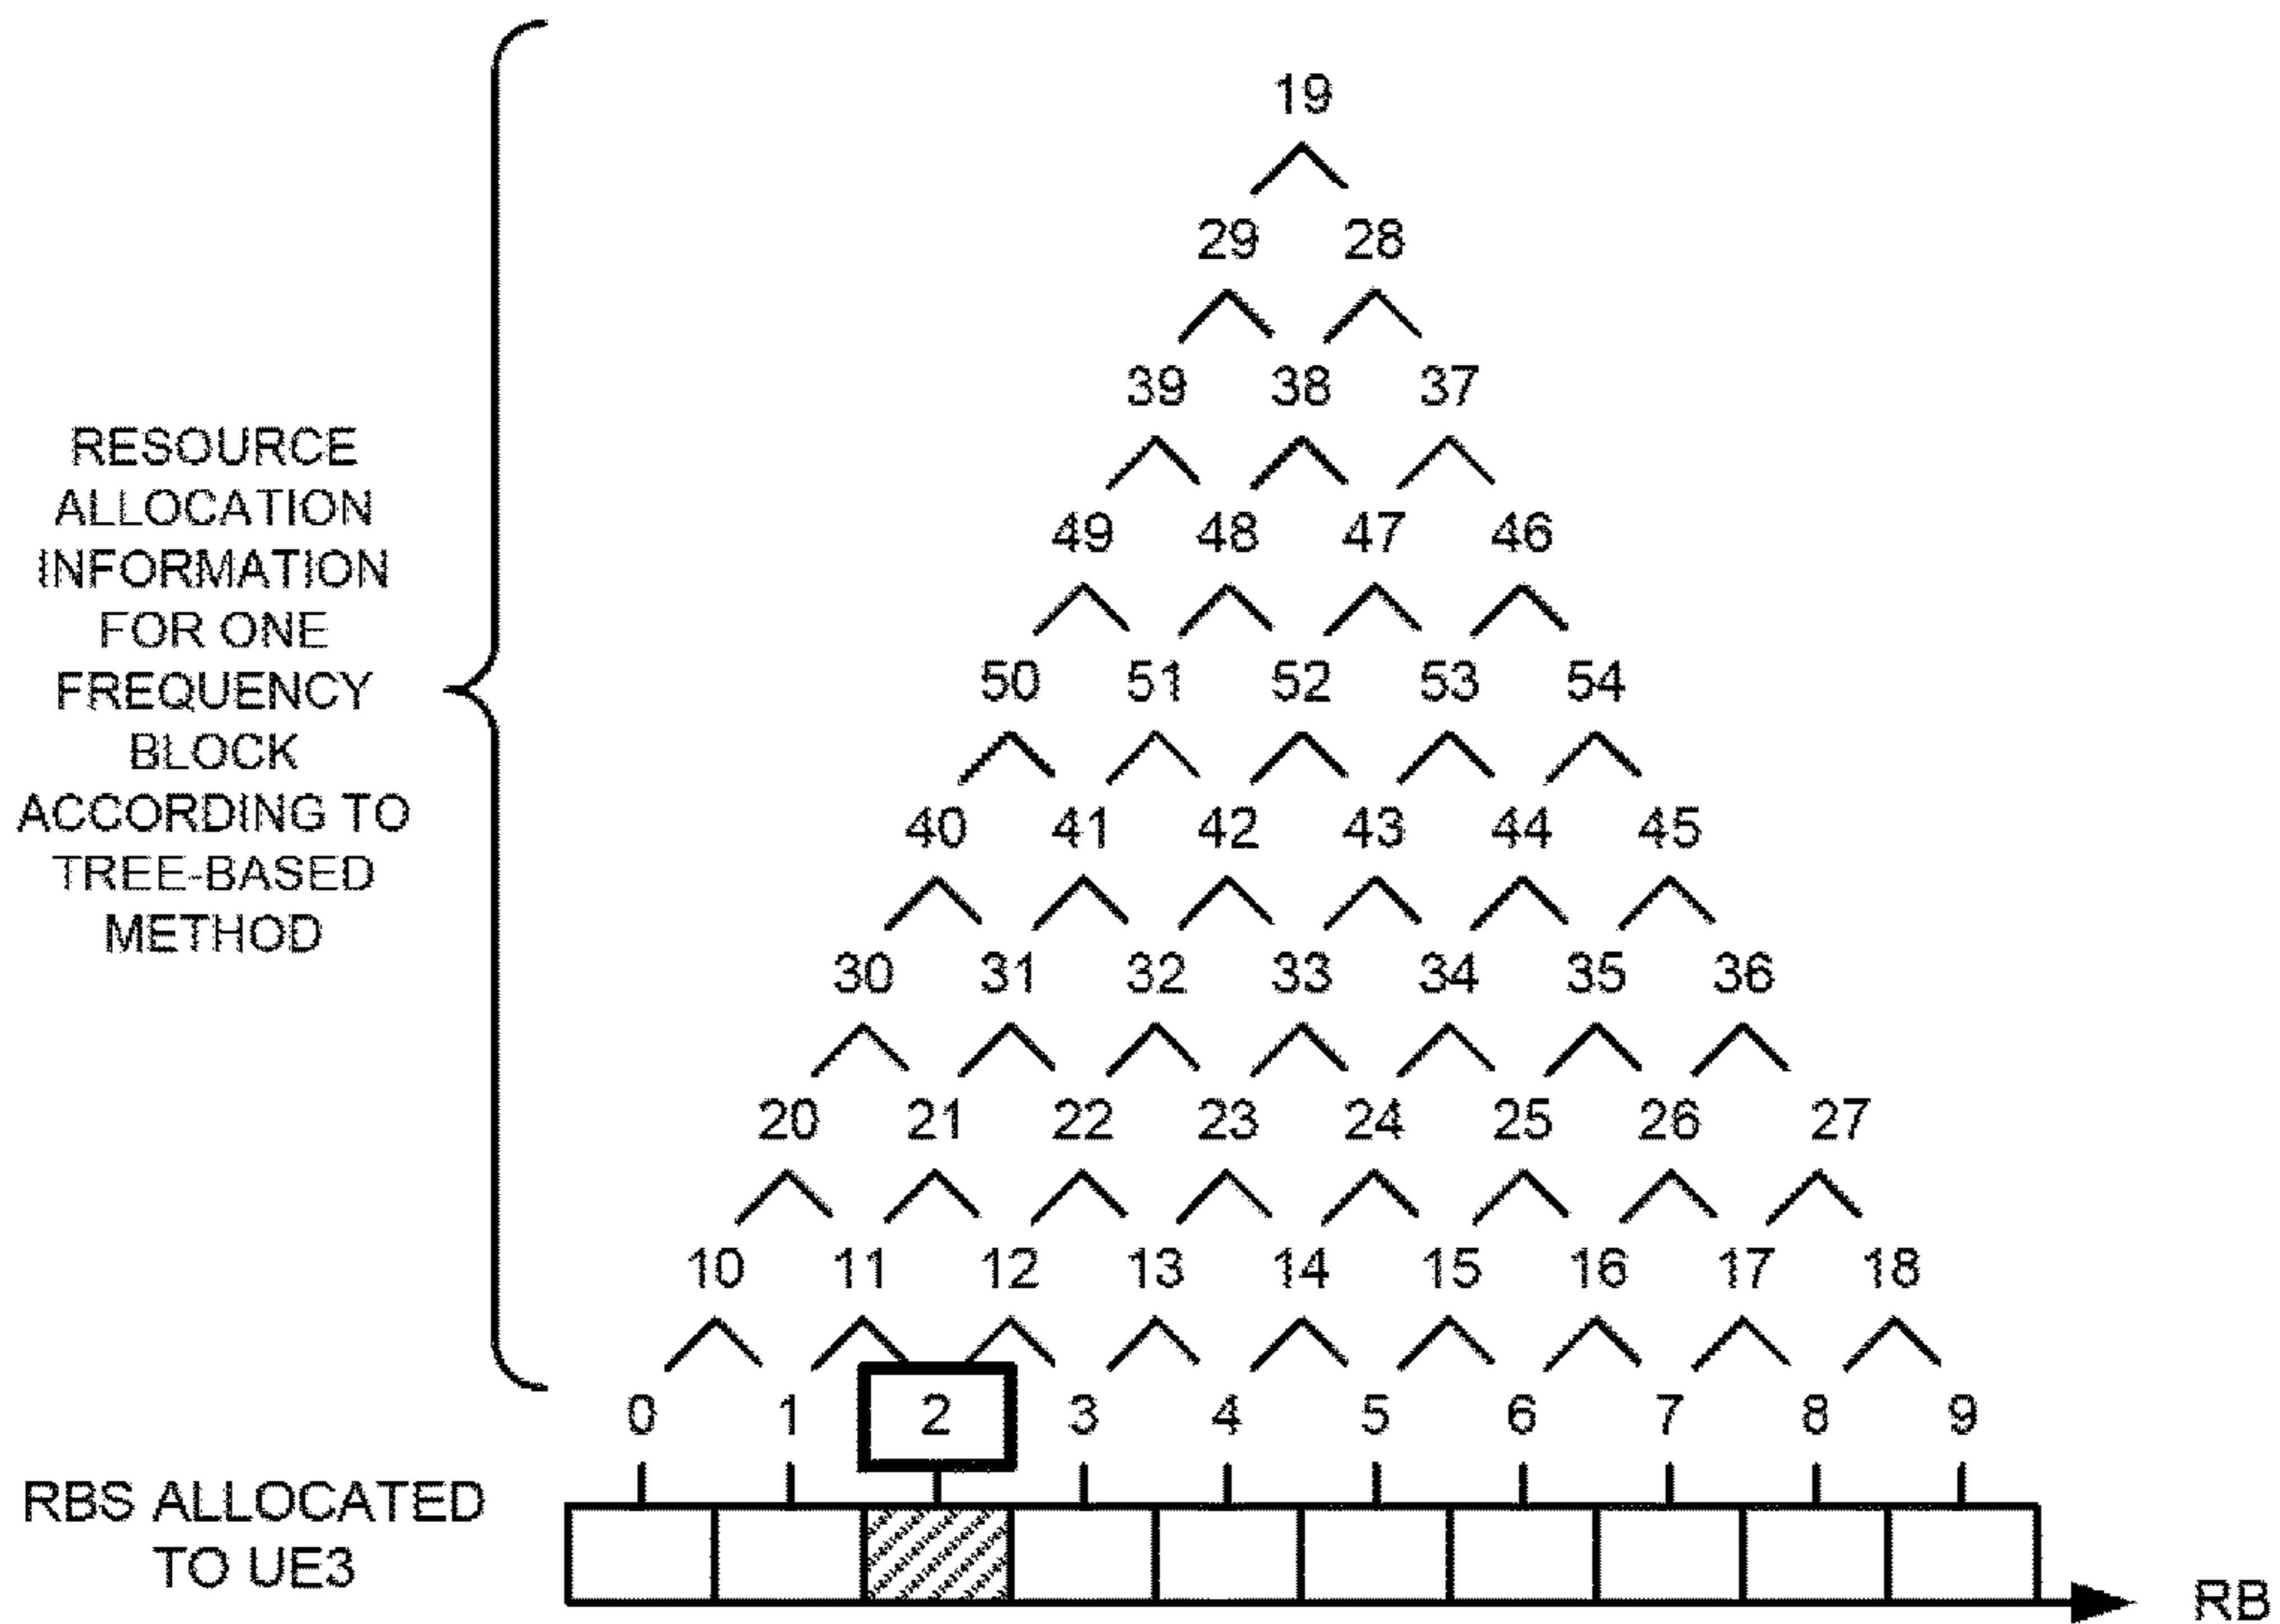 19
29 28
39 38 37
RESOURCE
ALLOCATION
INFORMATION
FOR ONE
FREQUENCY
BLOCK
ACCORDING TO
TREE-BASED
METHOD
49 48 47 46
50 51 52 53 54
40 41 42 43 44 45
30 31 32 33 34 35 36
20 21 22 23 24 25 26 27
10 11 12 13 14 15 16 17 18
0 1 2 3 4 5 6 7 8 9
RBS ALLOCATED
TO UE3
RB